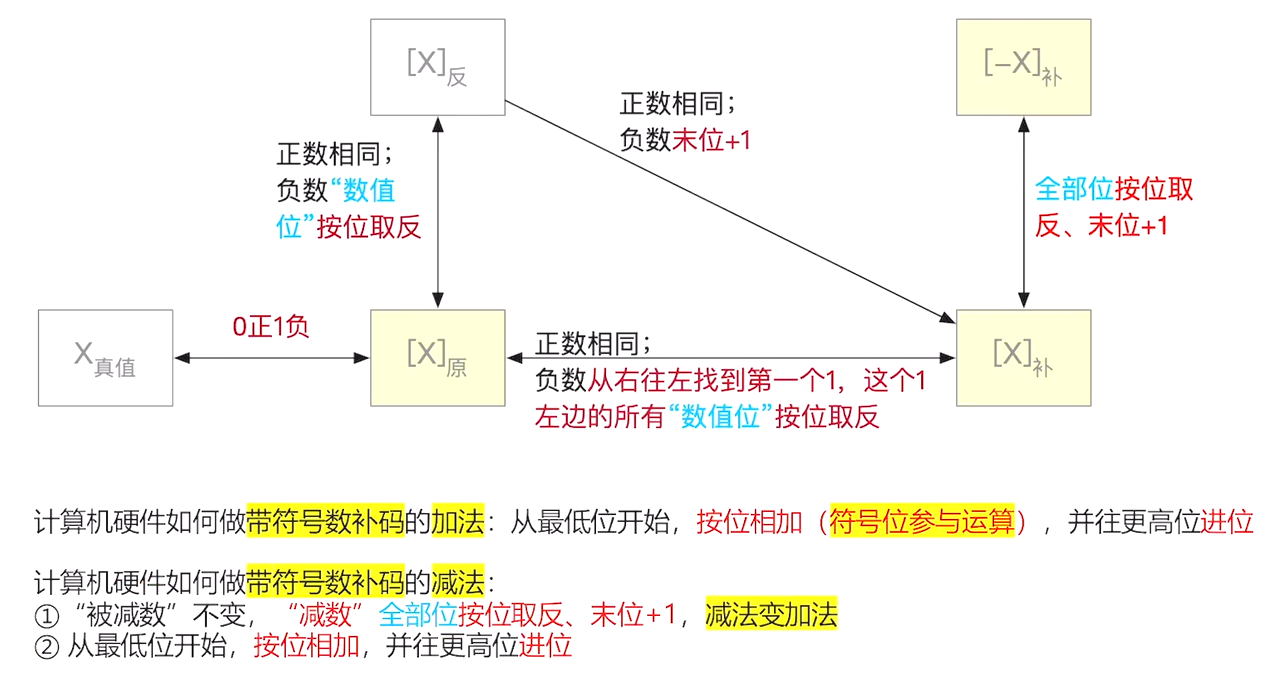 [X]反
[-X]补
正数相同；
负数末位+1
正数相同；
负数“数值
位”按位取反
全部位按位取
反、末位+1
X真值
0正1负
[X]原
正数相同；
负数从右往左找到第一个1，这个1
左边的所有“数值位”按位取反
[X]补
计算机硬件如何做带符号数补码的加法：从最低位开始，按位相加（符号位参与运算），并往更高位进位
计算机硬件如何做带符号数补码的减法：
①“被减数”不变，“减数”全部位按位取反、末位+1，减法变加法
② 从最低位开始，按位相加，并往更高位进位